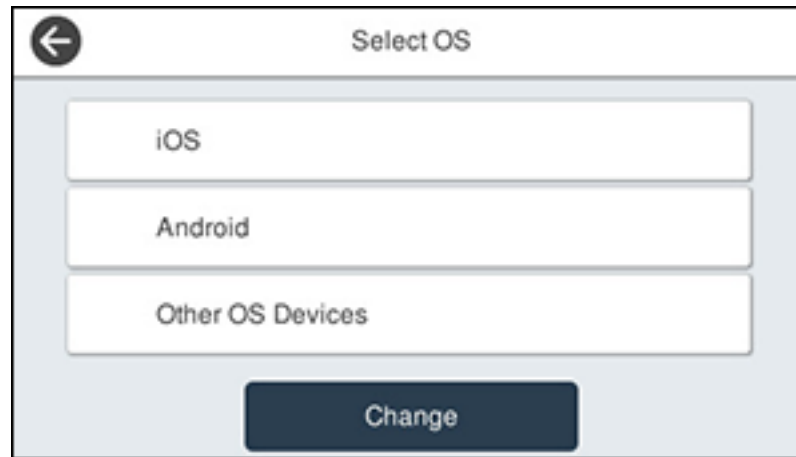 Select OS
iOS
Android
Other OS Devices
Change